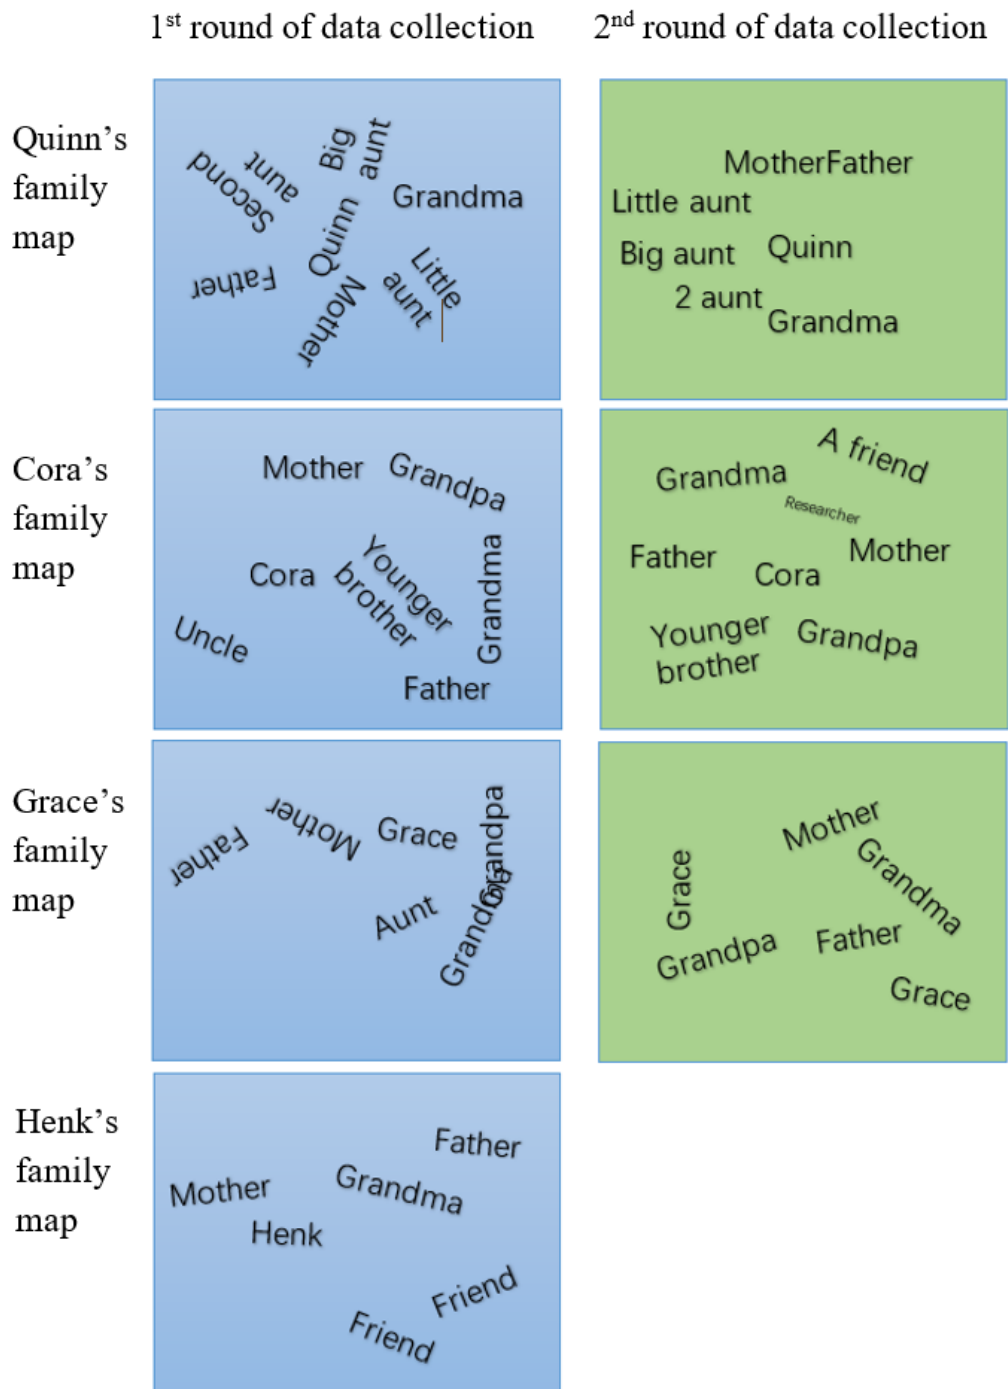 1st round of data collection
2nd round of data collection
Quinn's
family
map
Big
aunt
Second
aunt
Grandma
Quinn
Little
aunt
Father
Mother
MotherFather
Little aunt
Big aunt
Quinn
2 aunt
Grandma
Cora's
family
map
Mother
Grandpa
Cora
Younger
brother
Grandma
Uncle
Father
A friend
Grandma
Researcher
Father
Mother
Cora
Younger
brother
Grandpa
Grace's
family
map
Father
Mother
Grace
Grandpa
Aunt
Grandma
Mother
Grace
Grandma
Grandpa
Father
Grace
Henk's
family
map
Father
Mother
Grandma
Henk
Friend
Friend